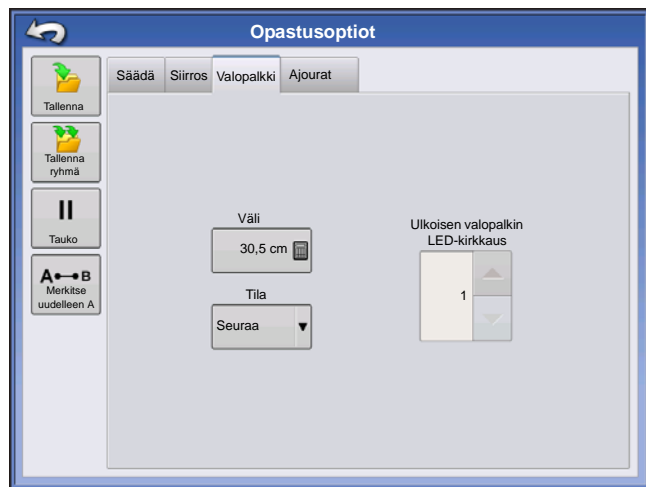 Opastusoptiot
Tallenna
Tallenna
ryhmä
Tauko
A B
Merkitse
uudelleen A
Säädä Siirros Valopalkki Ajourat
Väli
30,5 cm
Tila
Seuraa
Ulkoisen valopalkin
LED-kirkkaus
1